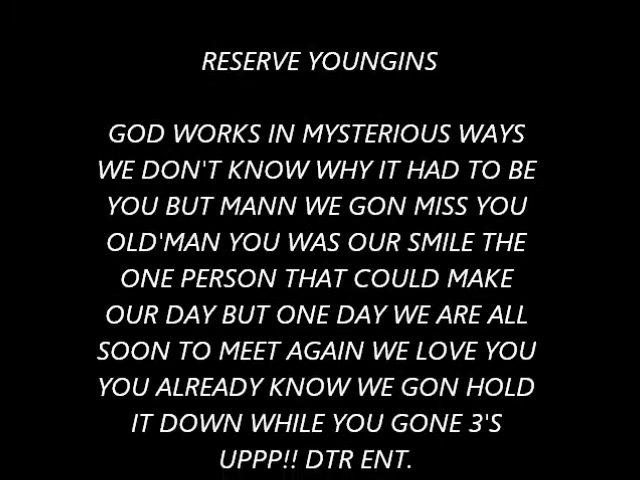 RESERVE YOUNGINS
GOD WORKS IN MYSTERIOUS WAYS
WE DON'T KNOW WHY IT HAD TO BE
YOU BUT MANN WE GON MISS YOU
OLD'MAN YOU WAS OUR SMILE THE
ONE PERSON THAT COULD MAKE
OUR DAY BUT ONE DAY WE ARE ALL
SOON TO MEET AGAIN WE LOVE YOU
YOU ALREADY KNOW WE GON HOLD
IT DOWN WHILE YOU GONE 3'S
UPPP!! DTR ENT.